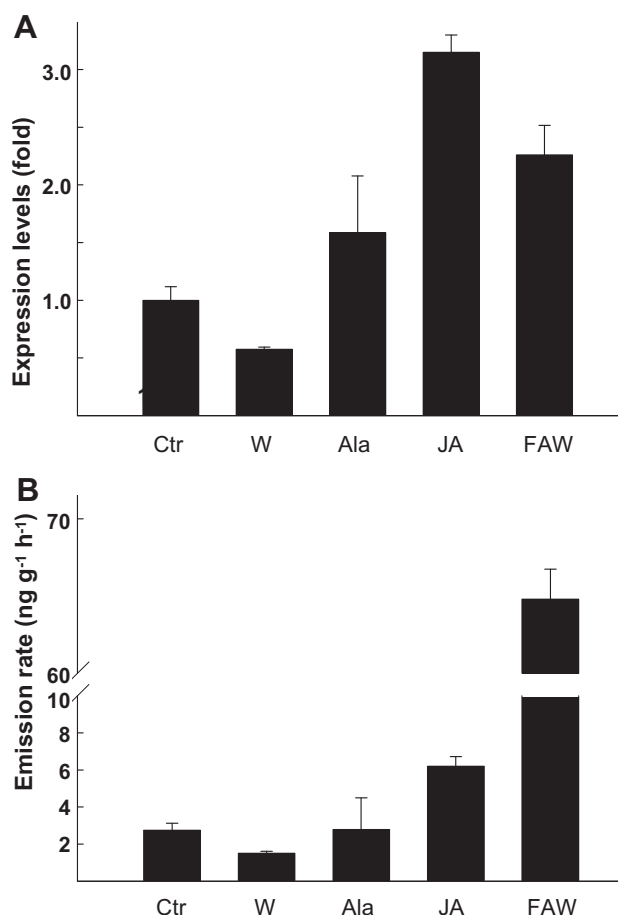 A
Expression levels (fold)
3.0
2.0
1.0
Ctr W Ala JA FAW
B
Emission rate (ng g⁻¹ h⁻¹)
70
60
10
8
6
4
2
Ctr W Ala JA FAW